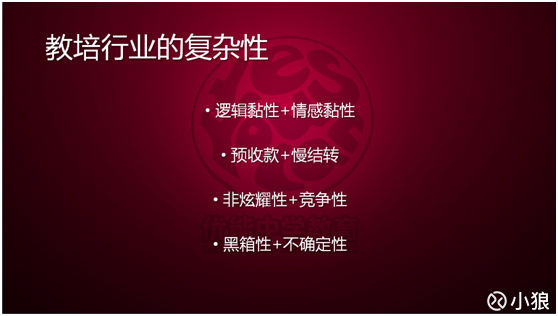 教培行业的复杂性
• 逻辑黏性+情感黏性
• 预收款+慢结转
• 非炫耀性+竞争性
• 黑箱性+不确定性
小狼